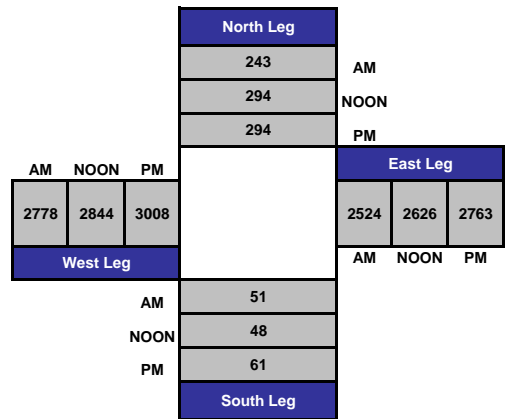 North Leg
243
AM
294
NOON
294
PM
AM NOON PM
East Leg
2778 2844 3008
2524 2626 2763
West Leg
AM NOON PM
AM
51
NOON
48
PM
61
South Leg